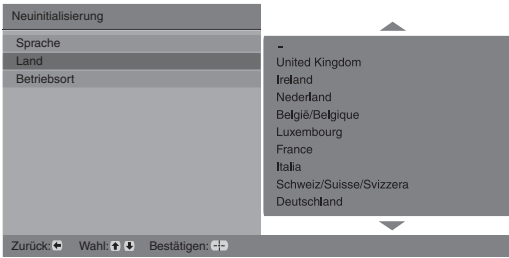 Neuinitialisierung
Sprache
Land
Betriebsort
-
United Kingdom
Ireland
Nederland
België/Belgique
Luxembourg
France
Italia
Schweiz/Suisse/Svizzera
Deutschland
Zurück: Wahl: Bestätigen: